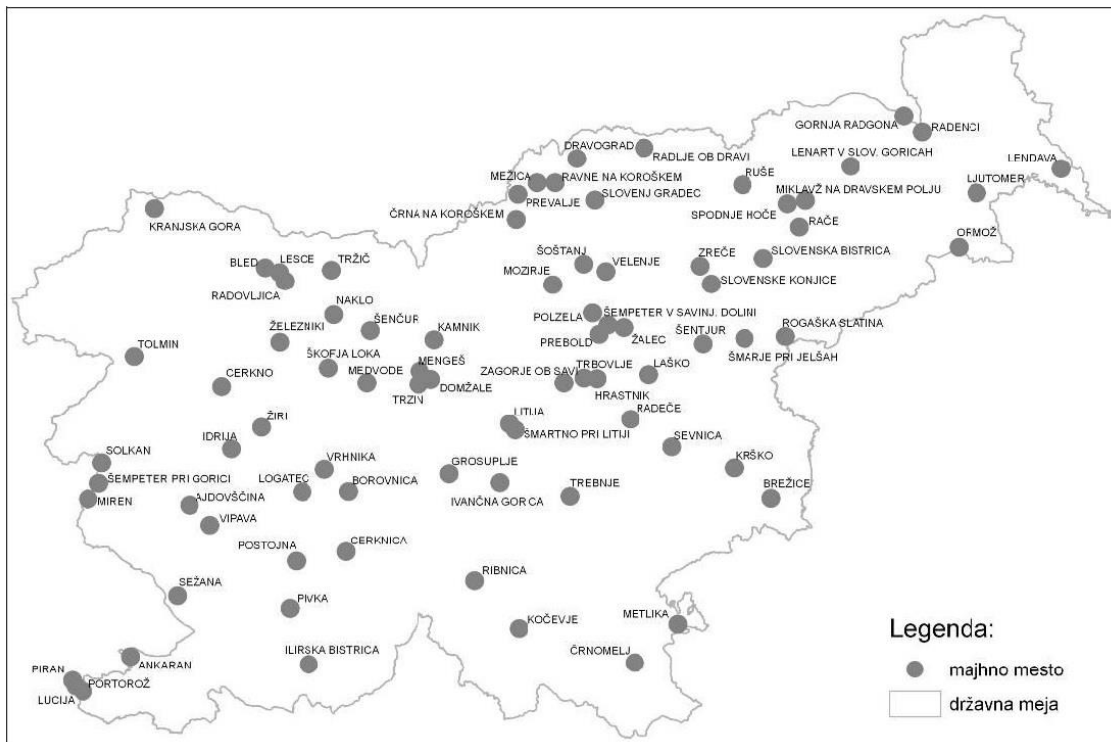 GORNJA RADGONA
RADENCI
DRAVOGRAD
RADLJE OB DRAVI
LENART V SLOV. GORICAH
LENDAVA
MEŽICA
RAVNE NA KOROŠKEM
RUŠE
LJUTOMER
PREVALJE
SLOVENJ GRADEC
MIKLAVŽ NA DRAVSKEM POLJU
ČRNA NA KOROŠKEM
SPODNJE HOČE
RAČE
KRANJSKA GORA
ORMOŽ
ŠOŠTANJ
ZREČE
SLOVENSKA BISTRICA
BLED
LESCE
TRŽIČ
MOZIRJE
VELENJE
SLOVENSKE KONJICE
RADOVLJICA
NAKLO
POLZELA
ŠEMPETER V SAVINJ. DOLINI
ŽELEZNIKI
ŠENČUR
KAMNIK
ŠENTJUR
ROGAŠKA SLATINA
TOLMIN
PREBOLD
ŽALEC
ŠMARJE PRI JELŠAH
ŠKOFJA LOKA
MENGEŠ
MEDVODE
ZAGORJE OB SAVI
TRBOVLJE
LAŠKO
CERKNO
DOMŽALE
TRZIN
HRASTNIK
ŽIRI
LITIJA
RADEČE
IDRIJA
ŠMARTNO PRI LITIJI
SEVNICA
SOLKAN
VRHNIKA
GROSUPLJE
KRŠKO
ŠEMPETER PRI GORICI
LOGATEC
BOROVNICA
TREBNJE
BREŽICE
MIREN
AJDOVŠČINA
IVANČNA GORICA
VIPAVA
POSTOJNA
CERKNICA
SEŽANA
RIBNICA
PIVKA
KOČEVJE
METLIKA
Legenda:
ILIRSKA BISTRICA
ČRNOMELJ
PIRAN
ANKARAN
majhno mesto
PORTOROŽ
LUCIJA
državna meja